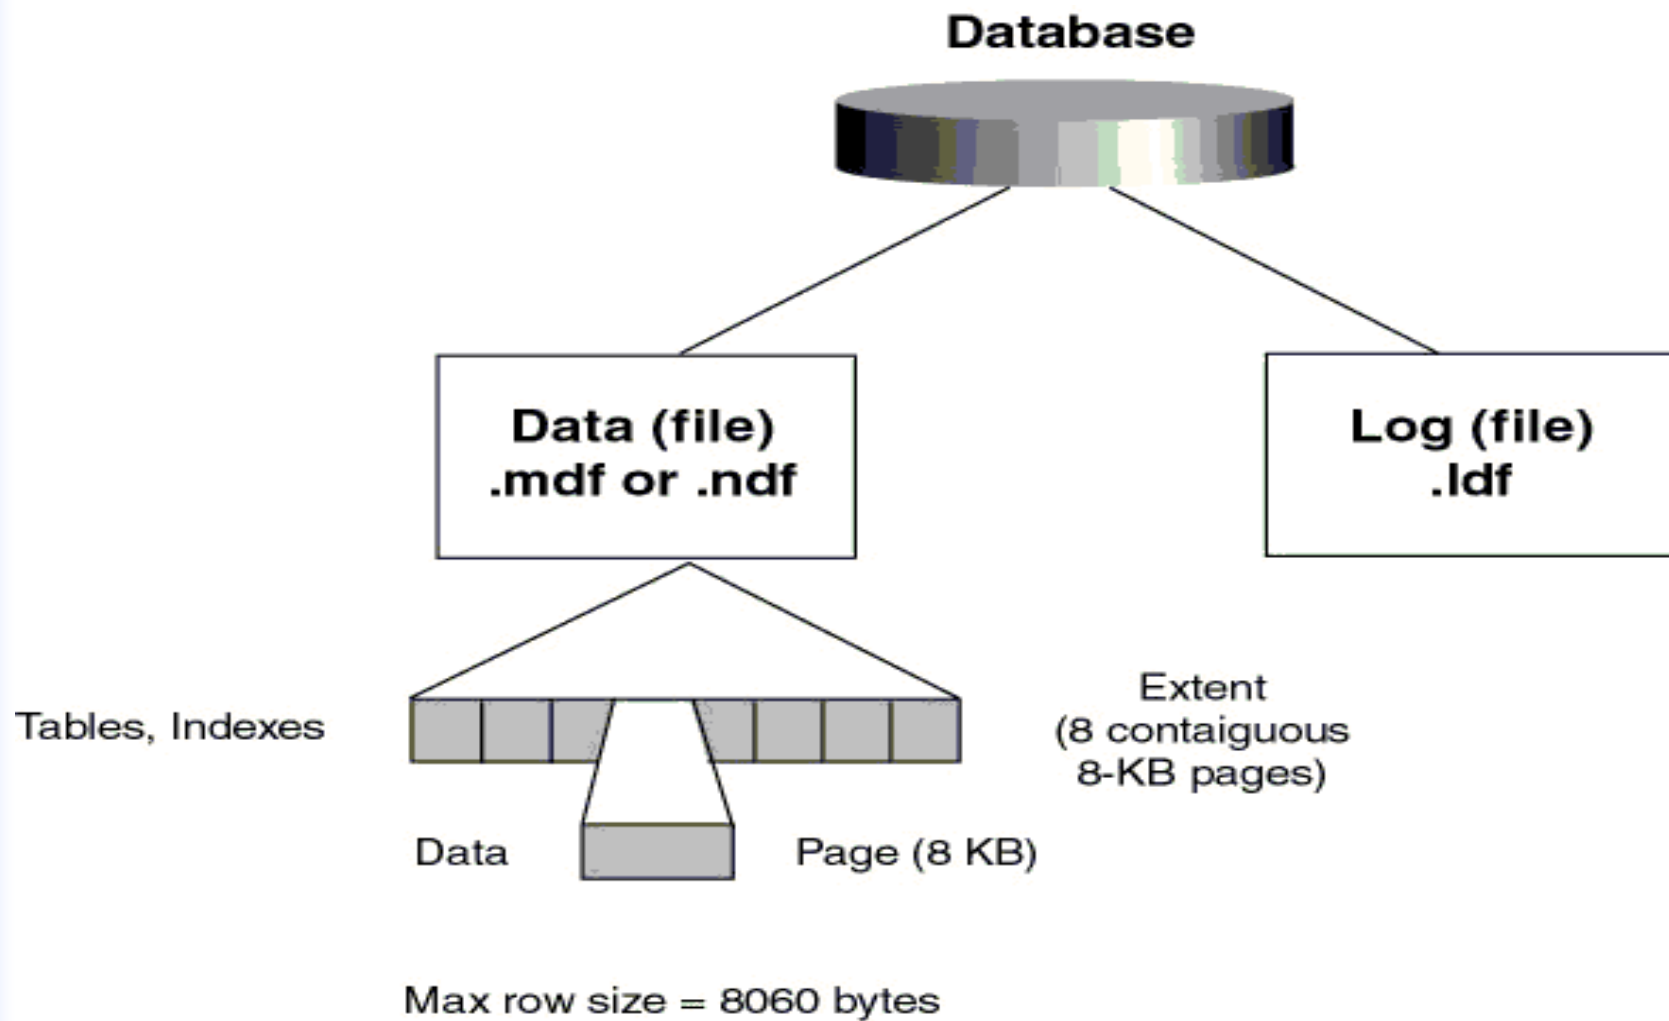 Database
Data (file)
.mdf or .ndf
Log (file)
.ldf
Tables, Indexes
Extent
(8 contaiguous
8-KB pages)
Data
Page (8 KB)
Max row size = 8060 bytes